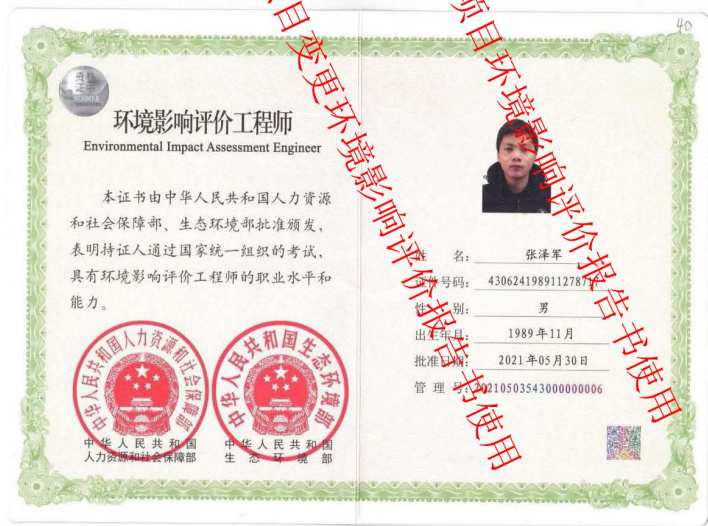 40
环境影响评价工程师
Environmental Impact Assessment Engineer
本证书由中华人民共和国人力资源
和社会保障部、生态环境部批准颁发，
表明持证人通过国家统一组织的考试，
具有环境影响评价工程师的职业水平和
能力。
中华人民共和国人力资源和社会保障部
中华人民共和国生态环境部
中华人民共和国
人力资源和社会保障部
中华人民共和国
生态环境部
名：张泽军
证件号码：
性别：男
出生年月：1989年11月
批准日期：2021年05月30日
管理号：
目变更环境影响评价报告书使用
项目环境影响评价报告书使用